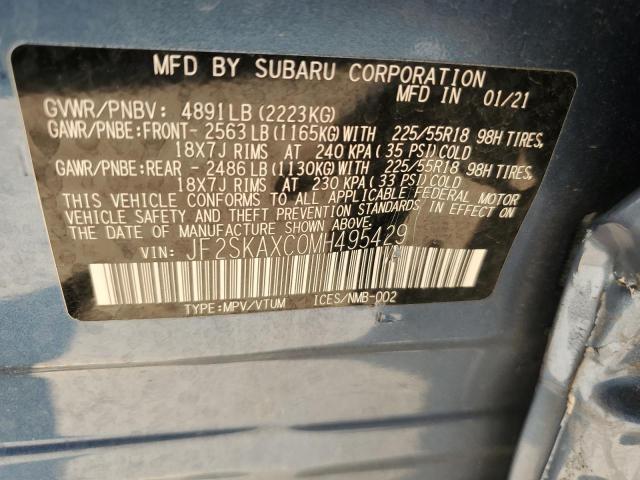 MFD BY SUBARU CORPORATION
MFD IN 01/21
GVWR/PNBV: 4891LB (2223KG)
GAWR/PNBE:FRONT- 2563 LB (1165KG) WITH 225/55R18 98H TIRES,
18X7J RIMS AT 240 KPA (35 PSI) COLD
GAWR/PNBE:REAR - 2486 LB (1130KG) WITH 225/55R18 98H TIRES,
18X7J RIMS AT 230 KPA (33 PSI) COLD
THIS VEHICLE CONFORMS TO ALL APPLICABLE FEDERAL MOTOR
VEHICLE SAFETY AND THEFT PREVENTION STANDARDS IN EFFECT ON
THE DATE OF MANUFACTURE SHOWN ABOVE.
VIN: JF2SKAXC0MH495429
TYPE:MPV/VTUM ICES/NMB-002